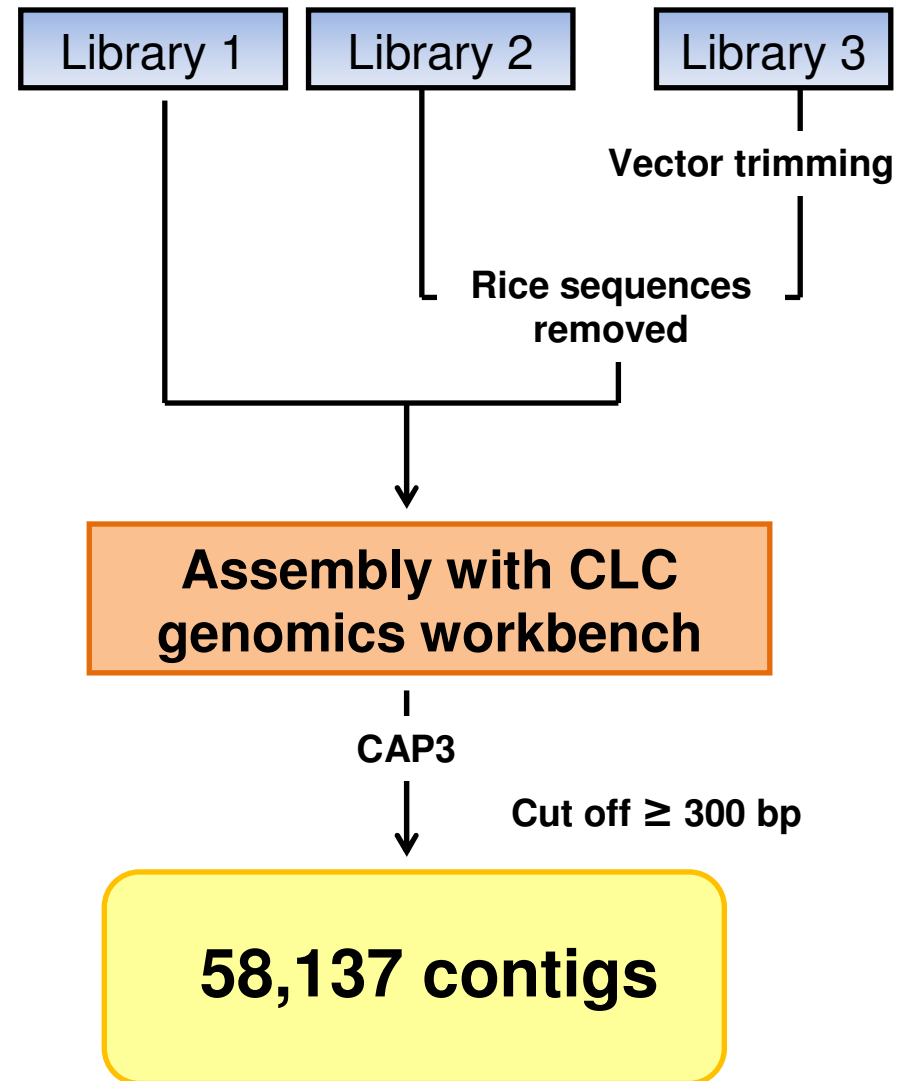 Library 1
Library 2
Library 3
Vector trimming
Rice sequences
removed
Assembly with CLC
genomics workbench
CAP3
Cut off ≥ 300 bp
58,137 contigs